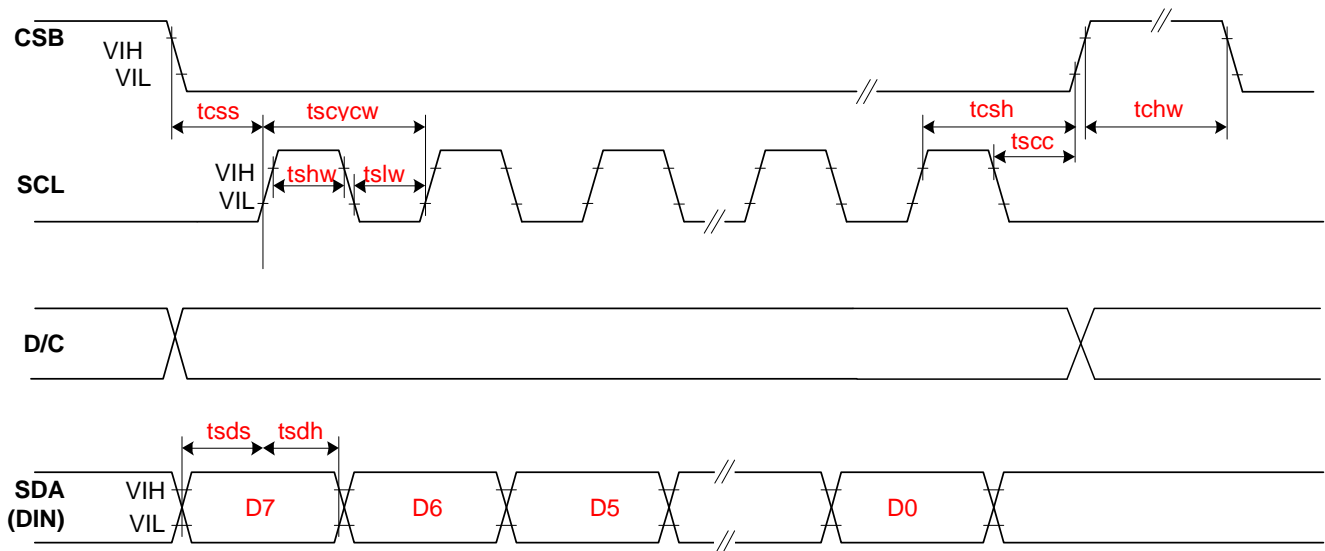 CSB
VIH
VIL
tcss
tscycw
tcsh
tchw
tscc
SCL
VIH
VIL
tshw
tslw
D/C
tsds
tsdh
SDA
(DIN)
VIH
VIL
D7
D6
D5
D0